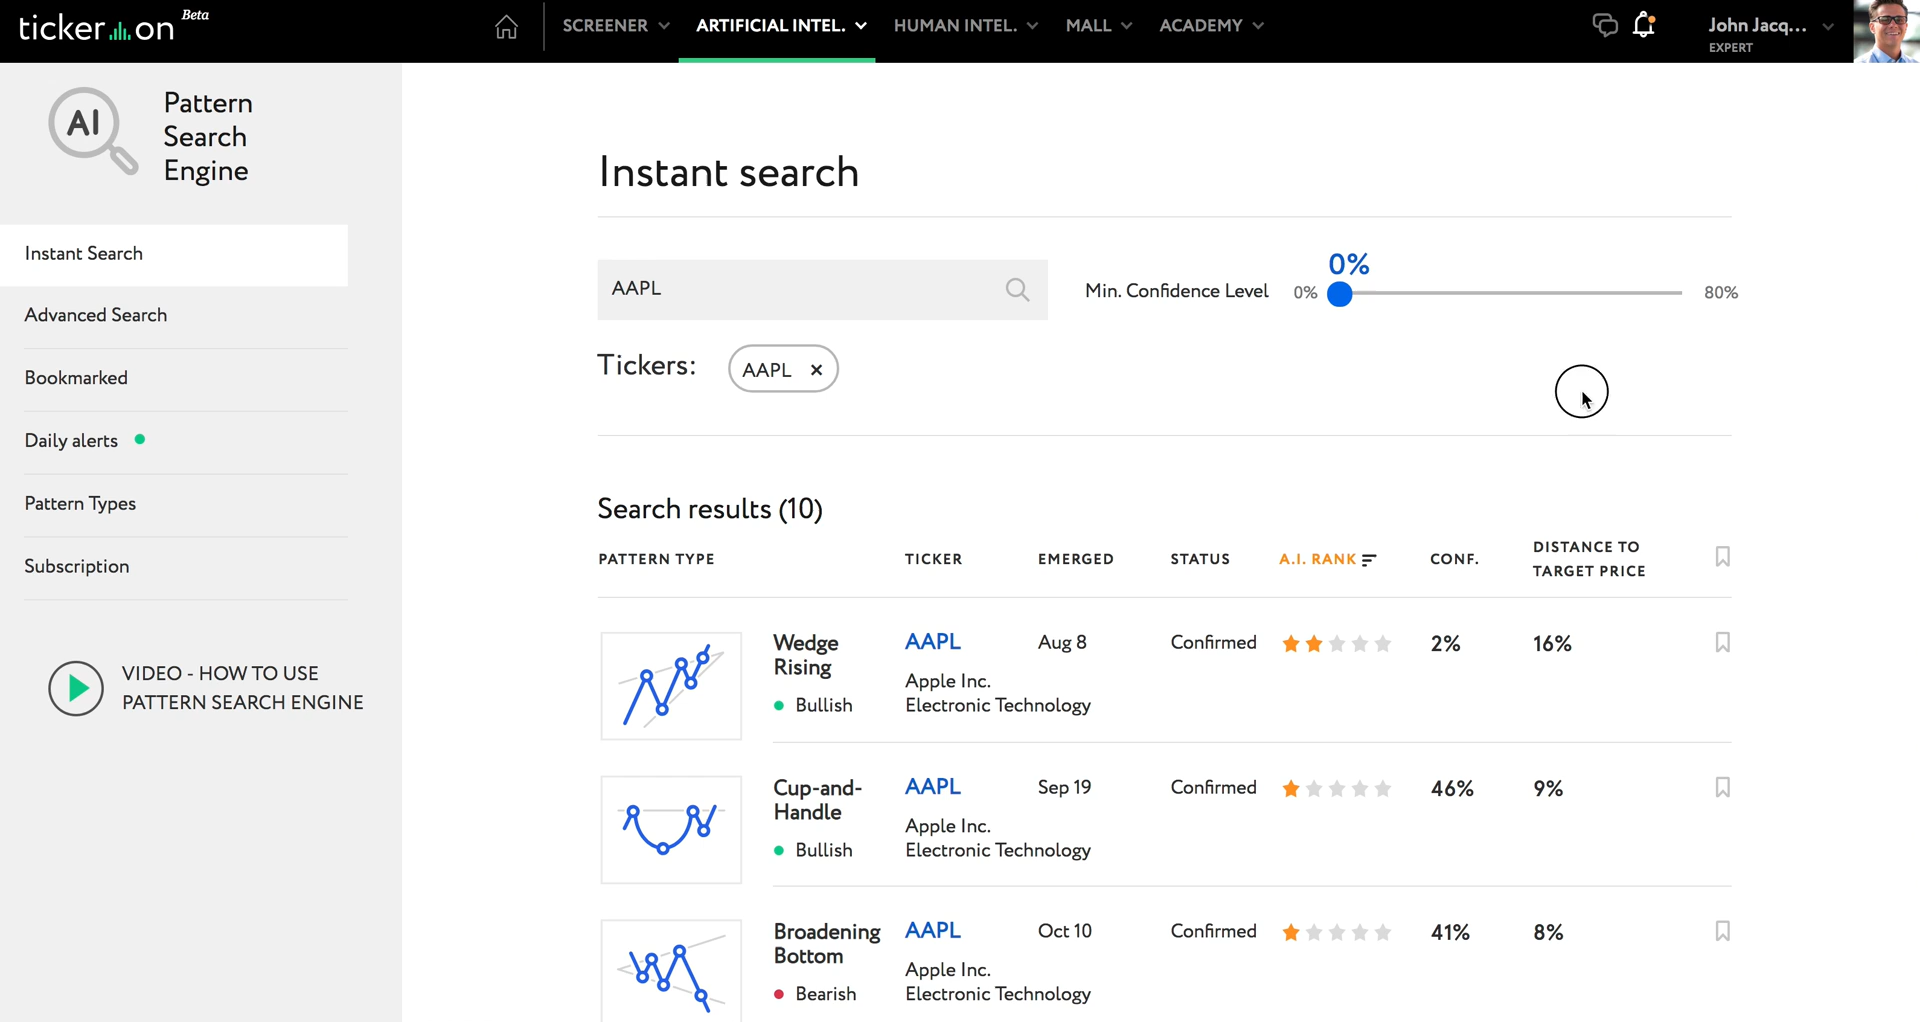 ticker on Beta
SCREENER
ARTIFICIAL INTEL.
HUMAN INTEL.
MALL
ACADEMY
John Jacq...
EXPERT
AI
Pattern
Search
Engine
Instant Search
Advanced Search
Bookmarked
Daily alerts
Pattern Types
Subscription
VIDEO - HOW TO USE
PATTERN SEARCH ENGINE
Instant search
AAPL
Min. Confidence Level
0%
0%
80%
Tickers:
AAPL ×
Search results (10)
PATTERN TYPE TICKER EMERGED STATUS A.I. RANK CONF. DISTANCE TO
TARGET PRICE
Wedge AAPL Aug 8 Confirmed 2% 16%
Rising
Apple Inc.
Bullish Electronic Technology
Cup-and- AAPL Sep 19 Confirmed 46% 9%
Handle
Apple Inc.
Bullish Electronic Technology
Broadening AAPL Oct 10 Confirmed 41% 8%
Bottom
Apple Inc.
Bearish Electronic Technology